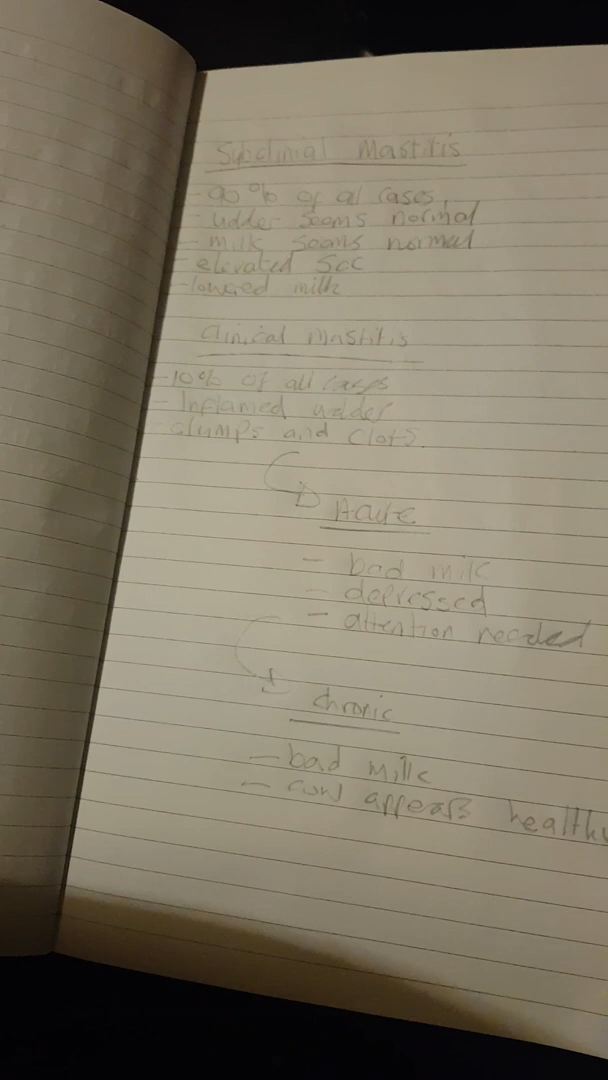 Subclinial Mastitis
- 90% of al cases
- udder seems normal
- milk seems normal
- elevated Scc
- lowered milk
Clinical mastitis
- 10% of all cases
- Inflamed udder
- clumps and clots.
Acute
- bad milk
- depressed
- attention needed
Chronic
- bad milk
- cow appears healthy